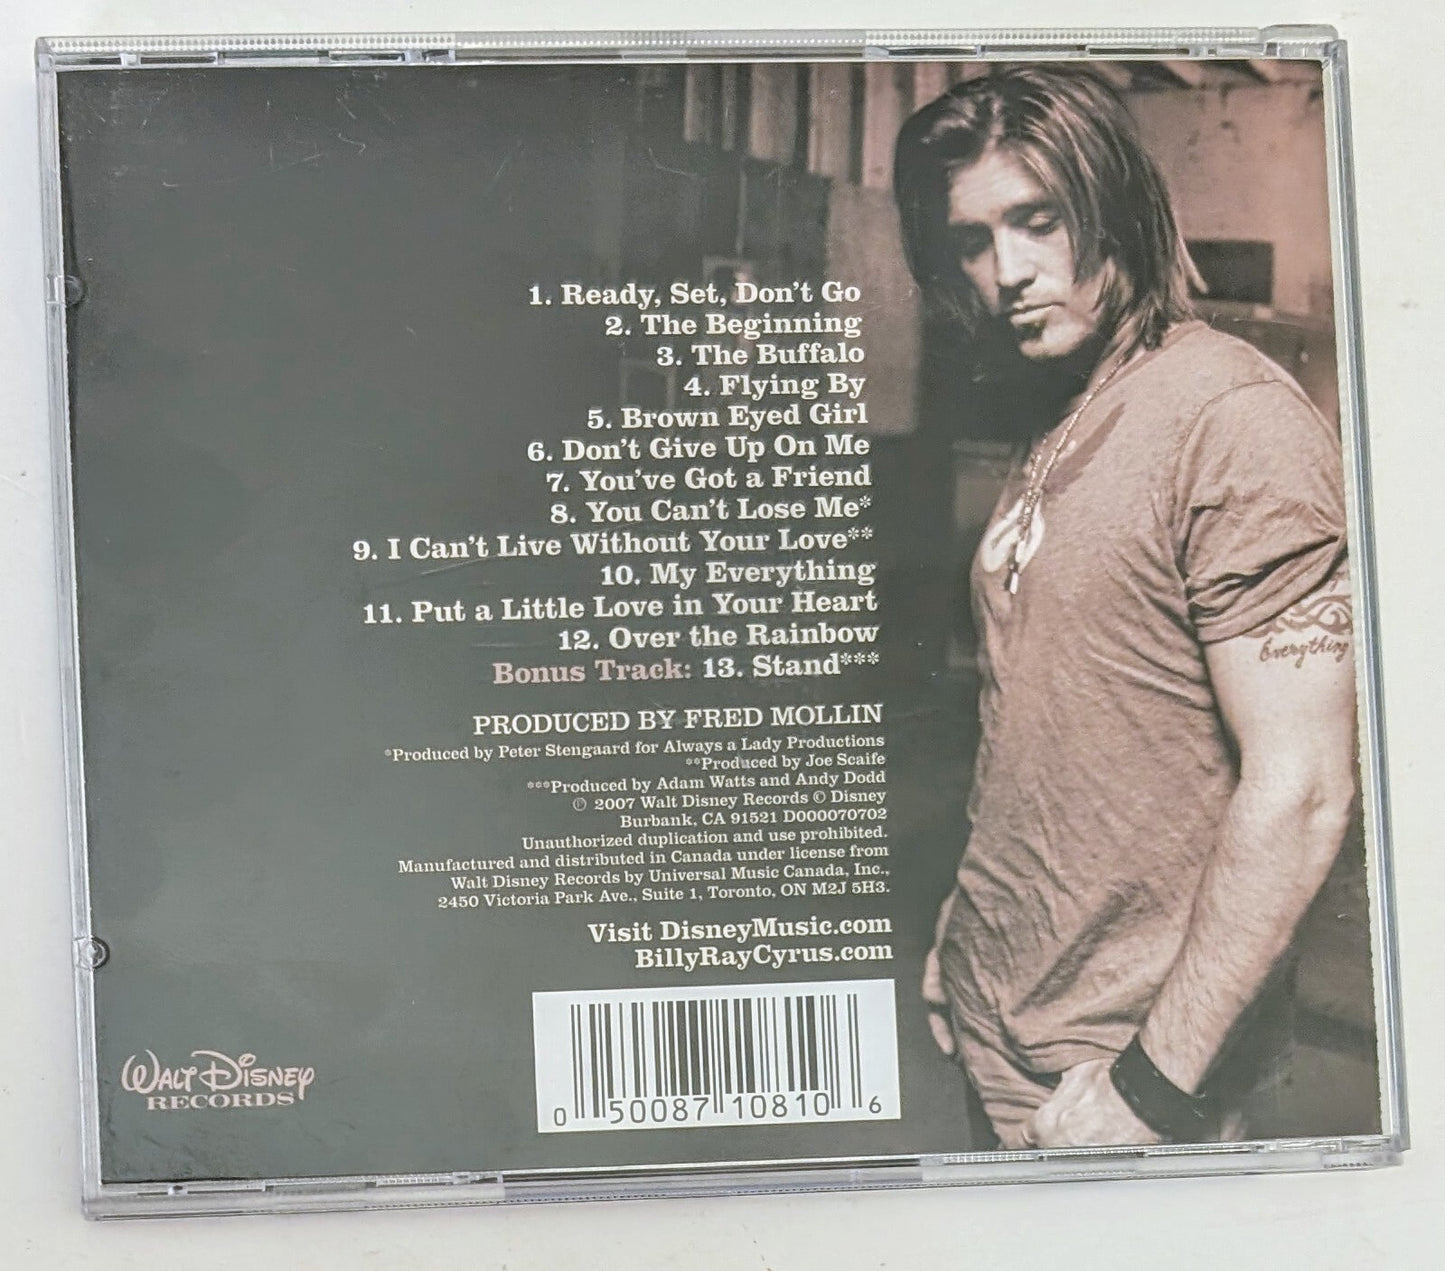 1. Ready, Set, Don't Go
2. The Beginning
3. The Buffalo
4. Flying By
5. Brown Eyed Girl
6. Don't Give Up On Me
7. You've Got a Friend
8. You Can't Lose Me*
9. I Can't Live Without Your Love**
10. My Everything
11. Put a Little Love in Your Heart
12. Over the Rainbow
Bonus Track: 13. Stand***
PRODUCED BY FRED MOLLIN
*Produced by Peter Stengaard for Always a Lady Productions
**Produced by Joe Scaife
***Produced by Adam Watts and Andy Dodd
℗ 2007 Walt Disney Records © Disney
Burbank, CA 91521 D000070702
Unauthorized duplication and use prohibited.
Manufactured and distributed in Canada under license from
Walt Disney Records by Universal Music Canada, Inc.,
2450 Victoria Park Ave., Suite 1, Toronto, ON M2J 5H3.
Visit DisneyMusic.com
BillyRayCyrus.com
0 50087 10810 6
WALT DISNEY
RECORDS
Everything